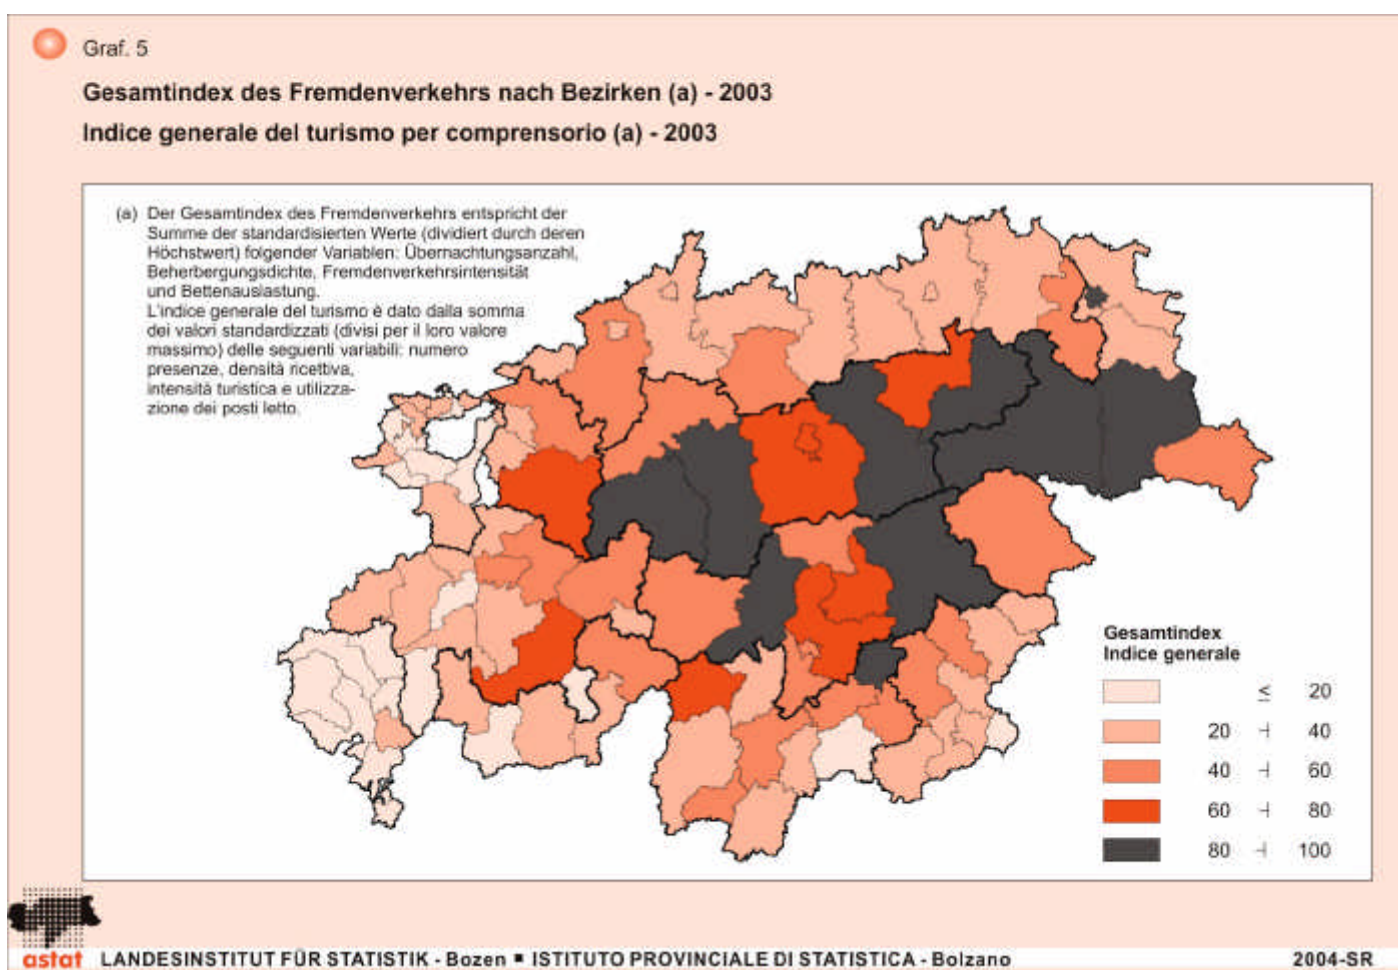 Graf. 5
Gesamtindex des Fremdenverkehrs nach Bezirken (a) - 2003
Indice generale del turismo per comprensorio (a) - 2003
(a) Der Gesamtindex des Fremdenverkehrs entspricht der
Summe der standardisierten Werte (dividiert durch deren
Höchstwert) folgender Variablen: Übernachtungsanzahl,
Beherbergungsdichte, Fremdenverkehrsintensität
und Bettenauslastung.
L'indice generale del turismo è dato dalla somma
dei valori standardizzati (divisi per il loro valore
massimo) delle seguenti variabili: numero
presenze, densità ricettiva,
intensità turistica e utilizza-
zione dei posti letto.
Gesamtindex
Indice generale
≤ 20
20 ⊣ 40
40 ⊣ 60
60 ⊣ 80
80 ⊣ 100
astat LANDESINSTITUT FÜR STATISTIK - Bozen ▪ ISTITUTO PROVINCIALE DI STATISTICA - Bolzano 2004-SR